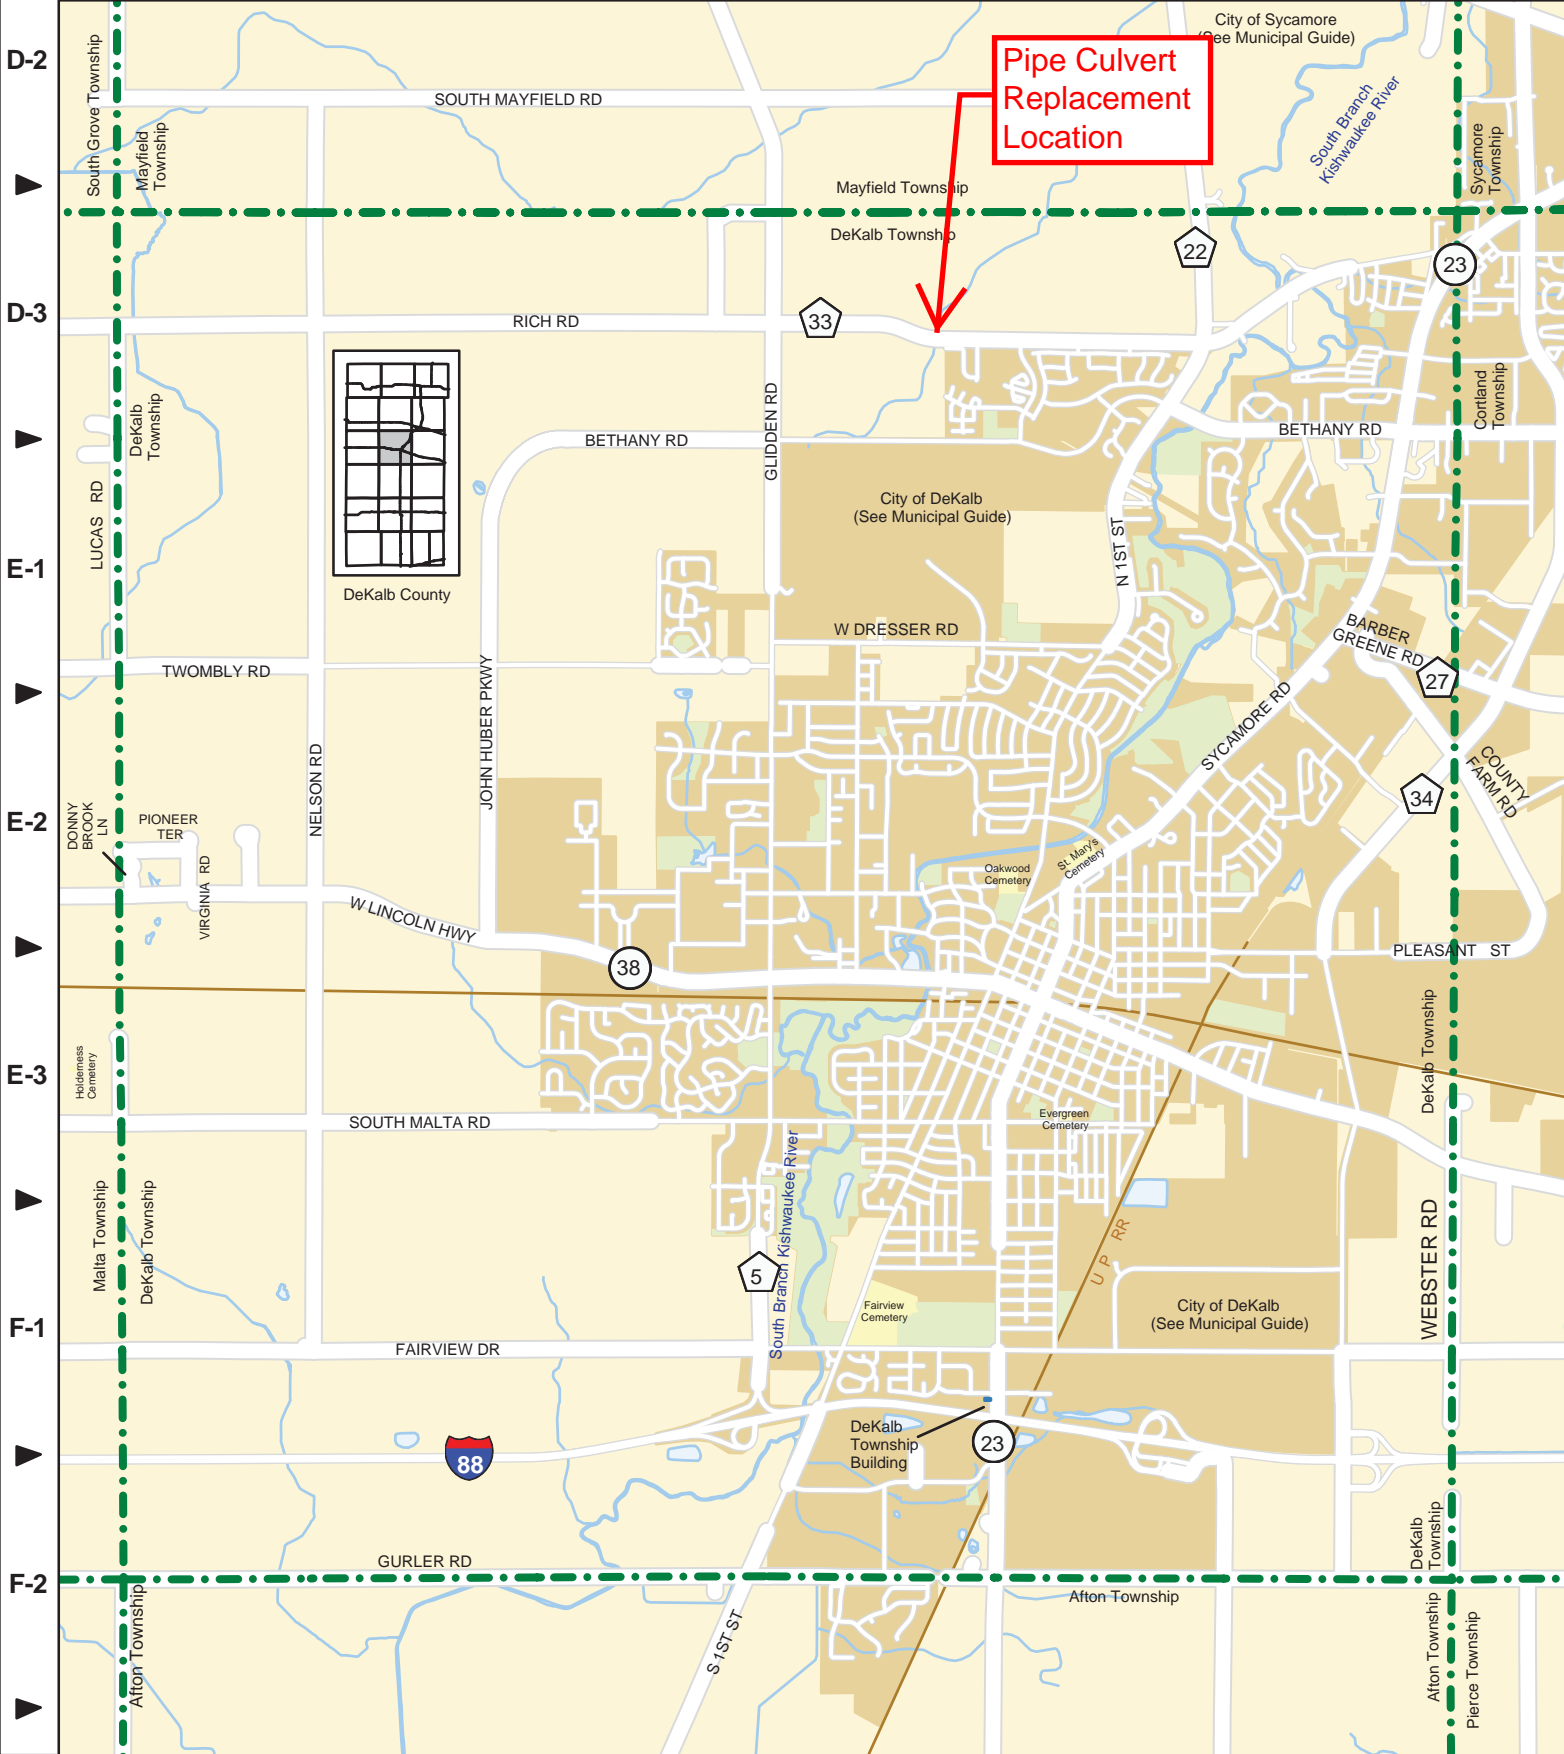 D-2
D-3
E-1
E-2
E-3
F-1
F-2
City of Sycamore
(See Municipal Guide)
Pipe Culvert
Replacement
Location
South Grove Township
Mayfield
Township
SOUTH MAYFIELD RD
South Branch
Kishwaukee River
Sycamore
Township
Mayfield Township
DeKalb Township
22
23
RICH RD
33
DeKalb
Township
LUCAS RD
DeKalb County
BETHANY RD
GLIDDEN RD
BETHANY RD
Cortland
Township
City of DeKalb
(See Municipal Guide)
N 1ST ST
W DRESSER RD
BARBER
GREENE RD
27
TWOMBLY RD
JOHN HUBER PKWY
NELSON RD
SYCAMORE RD
COUNTY
FARM RD
34
DONNY
BROOK
LN
PIONEER
TER
VIRGINIA RD
W LINCOLN HWY
38
Oakwood
Cemetery
St. Mary's
Cemetery
PLEASANT ST
Holderness
Cemetery
DeKalb Township
SOUTH MALTA RD
Evergreen
Cemetery
Malta Township
DeKalb Township
South Branch Kishwaukee River
5
U P RR
WEBSTER RD
Fairview
Cemetery
City of DeKalb
(See Municipal Guide)
FAIRVIEW DR
DeKalb
Township
Building
23
88
GURLER RD
DeKalb
Township
Afton Township
Afton Township
S 1ST ST
Afton Township
Pierce Township